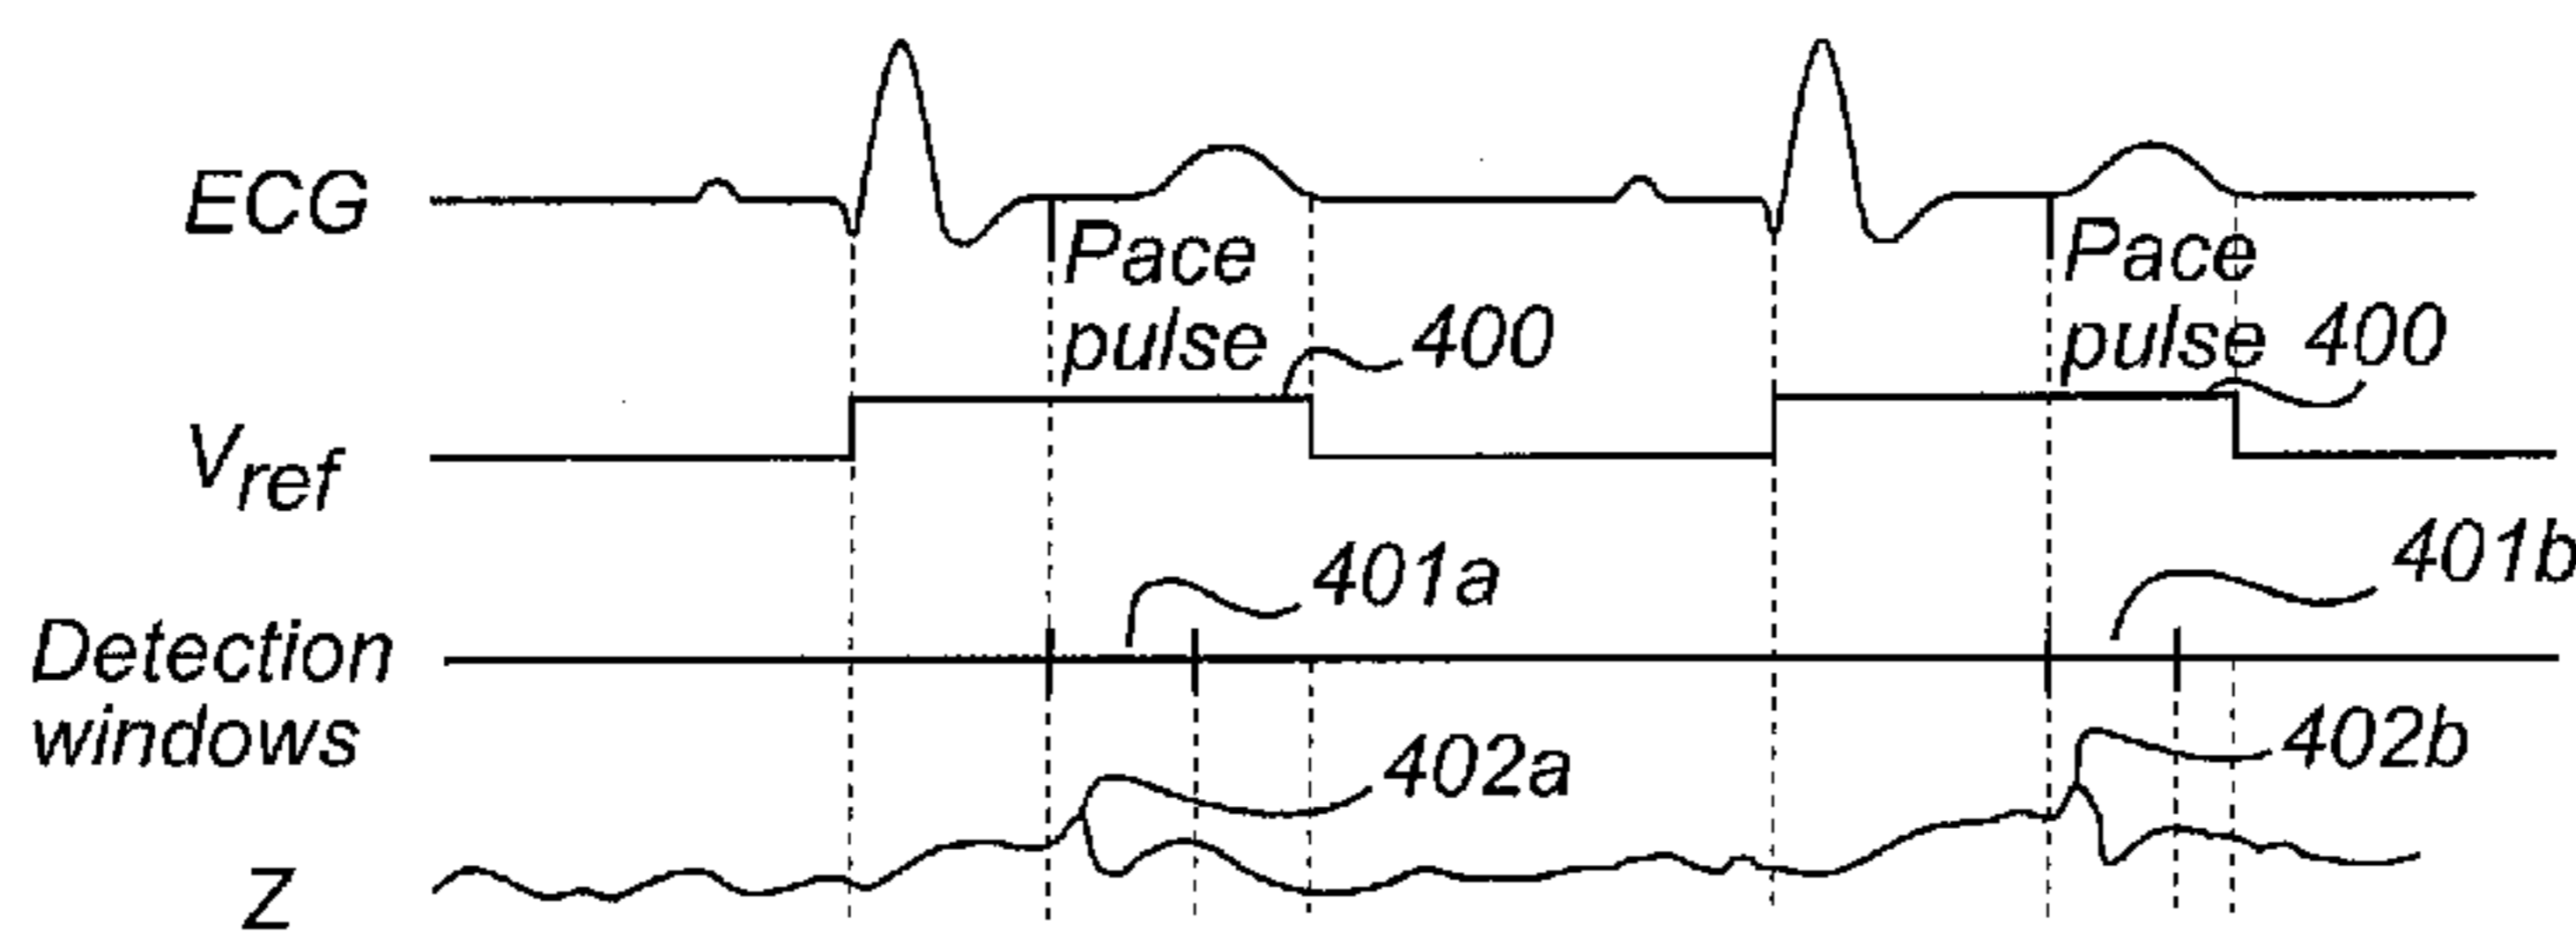 ECG
Pace
pulse
400
Pace
pulse
400
Vref
401a
401b
Detection
windows
402a
402b
Z